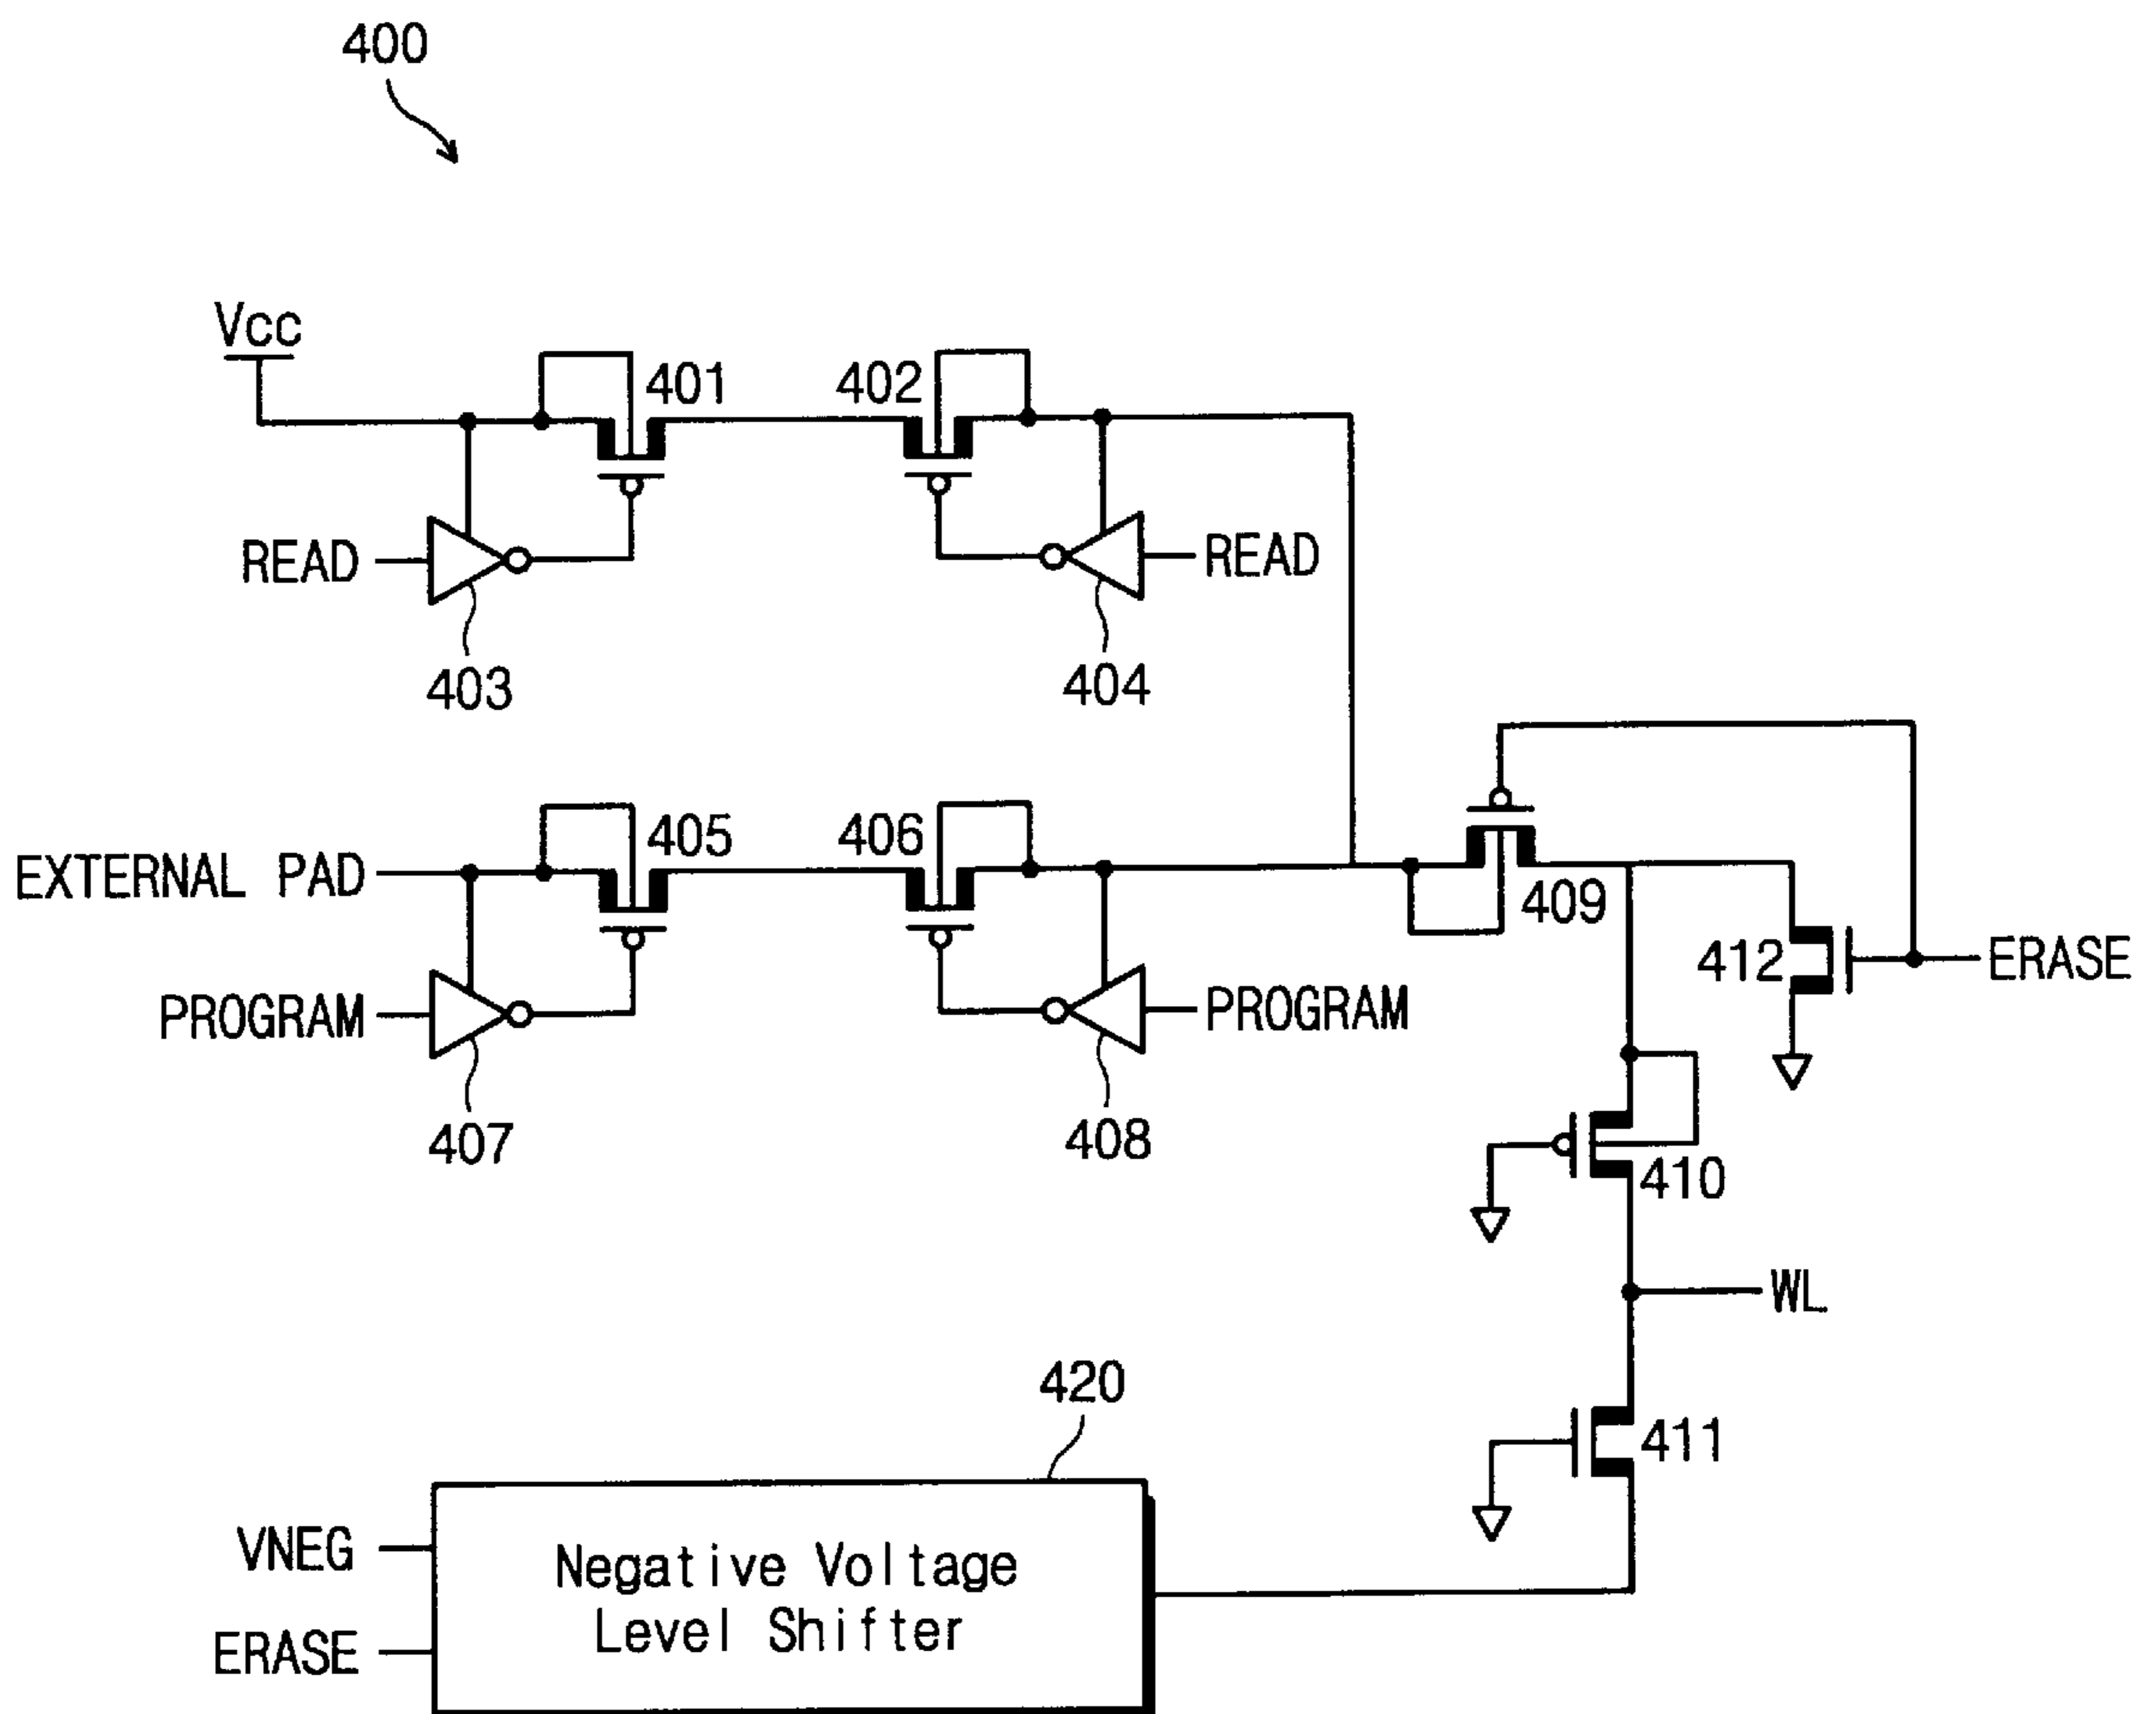 400
Vcc
401
402
READ
READ
403
404
405
406
EXTERNAL PAD
409
412
ERASE
PROGRAM
PROGRAM
407
408
410
WL
420
411
VNEG
Negative Voltage
Level Shifter
ERASE